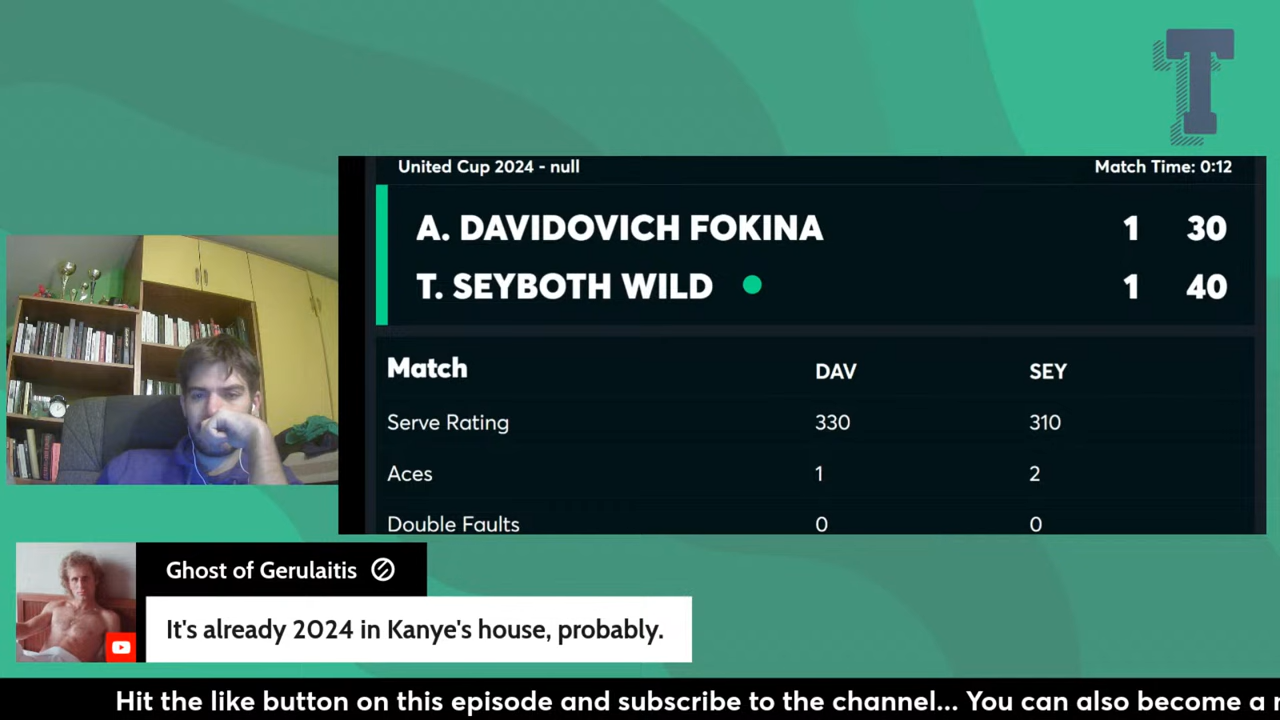 T
United Cup 2024 - null Match Time: 0:12
A. DAVIDOVICH FOKINA 1 30
T. SEYBOTH WILD 1 40
Match DAV SEY
Serve Rating 330 310
Aces 1 2
Double Faults 0 0
Ghost of Gerulaitis
It's already 2024 in Kanye's house, probably.
Hit the like button on this episode and subscribe to the channel... You can also become a